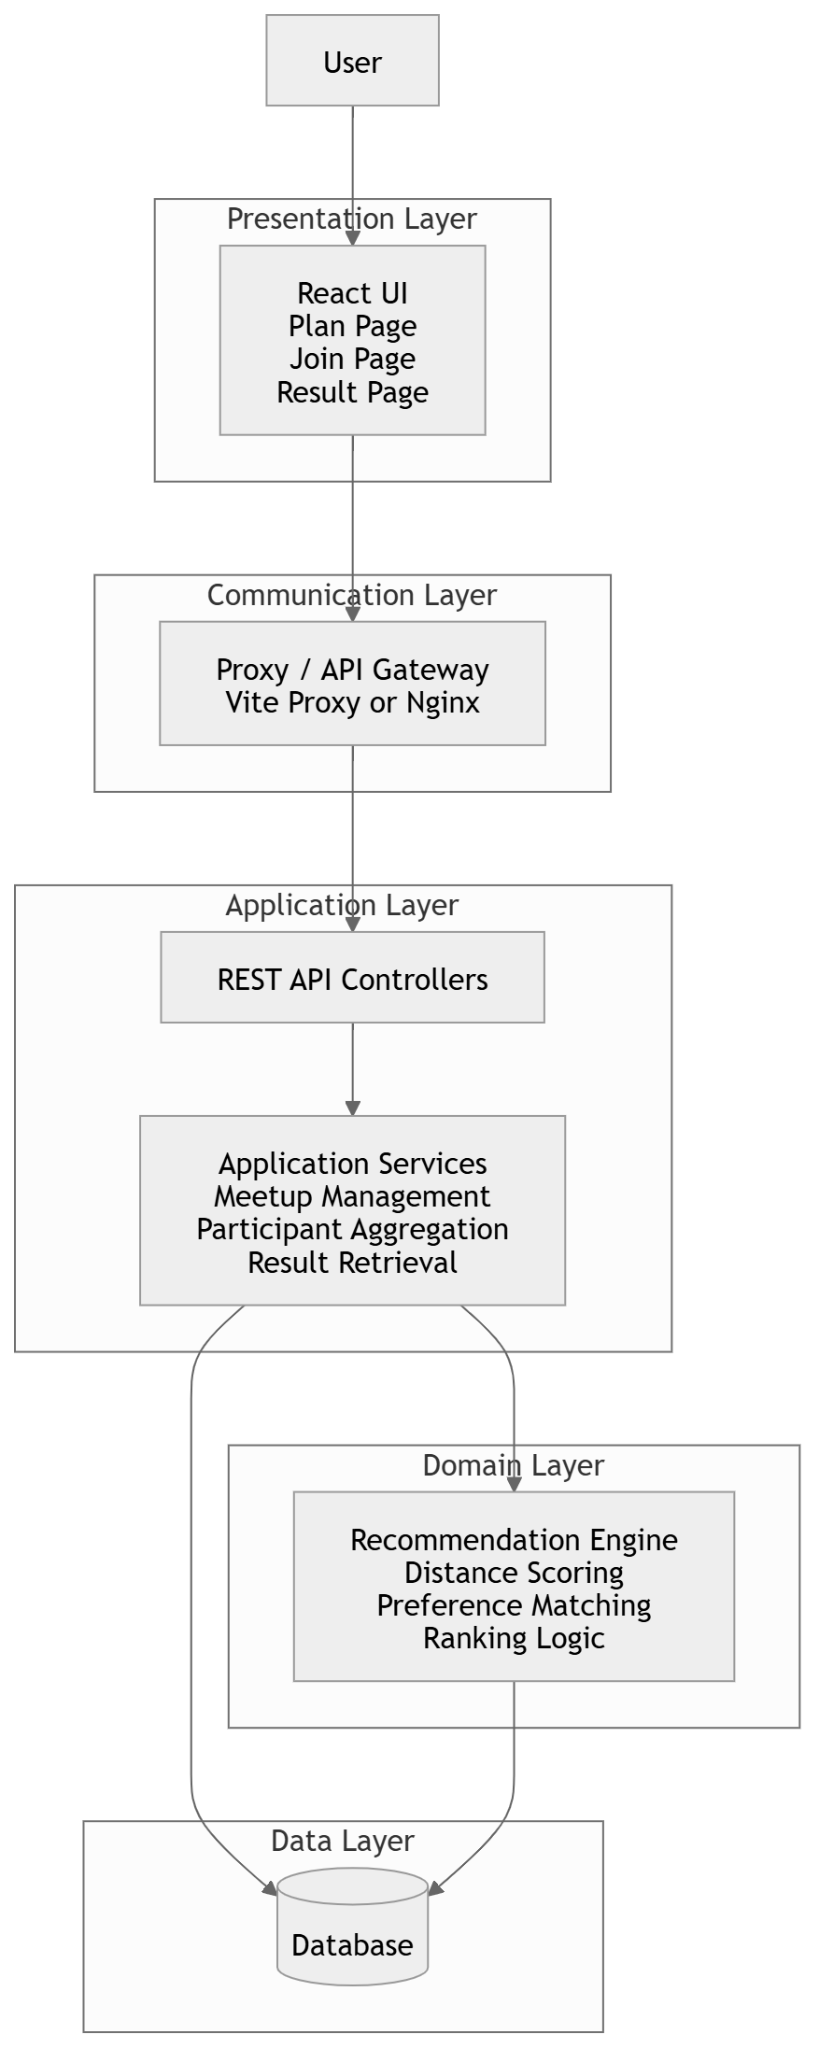 User
Presentation Layer
React UI
Plan Page
Join Page
Result Page
Communication Layer
Proxy / API Gateway
Vite Proxy or Nginx
Application Layer
REST API Controllers
Application Services
Meetup Management
Participant Aggregation
Result Retrieval
Domain Layer
Recommendation Engine
Distance Scoring
Preference Matching
Ranking Logic
Data Layer
Database